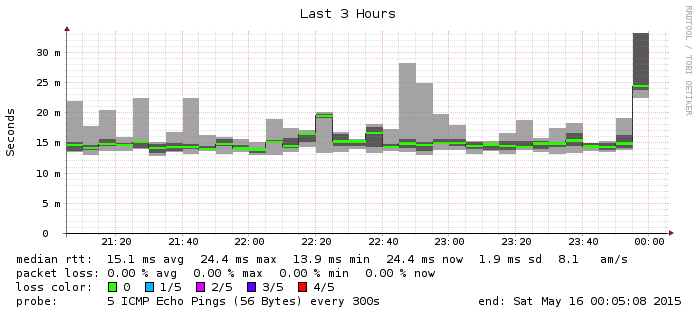 Last 3 Hours
RRDTOOL / TOBI OETIKER
Seconds
30 m
25 m
20 m
15 m
10 m
5 m
0
21:20 21:40 22:00 22:20 22:40 23:00 23:20 23:40 00:00
median rtt: 15.1 ms avg 24.4 ms max 13.9 ms min 24.4 ms now 1.9 ms sd 8.1 am/s
packet loss: 0.00 % avg 0.00 % max 0.00 % min 0.00 % now
loss color: 0 1/5 2/5 3/5 4/5
probe: 5 ICMP Echo Pings (56 Bytes) every 300s end: Sat May 16 00:05:08 2015